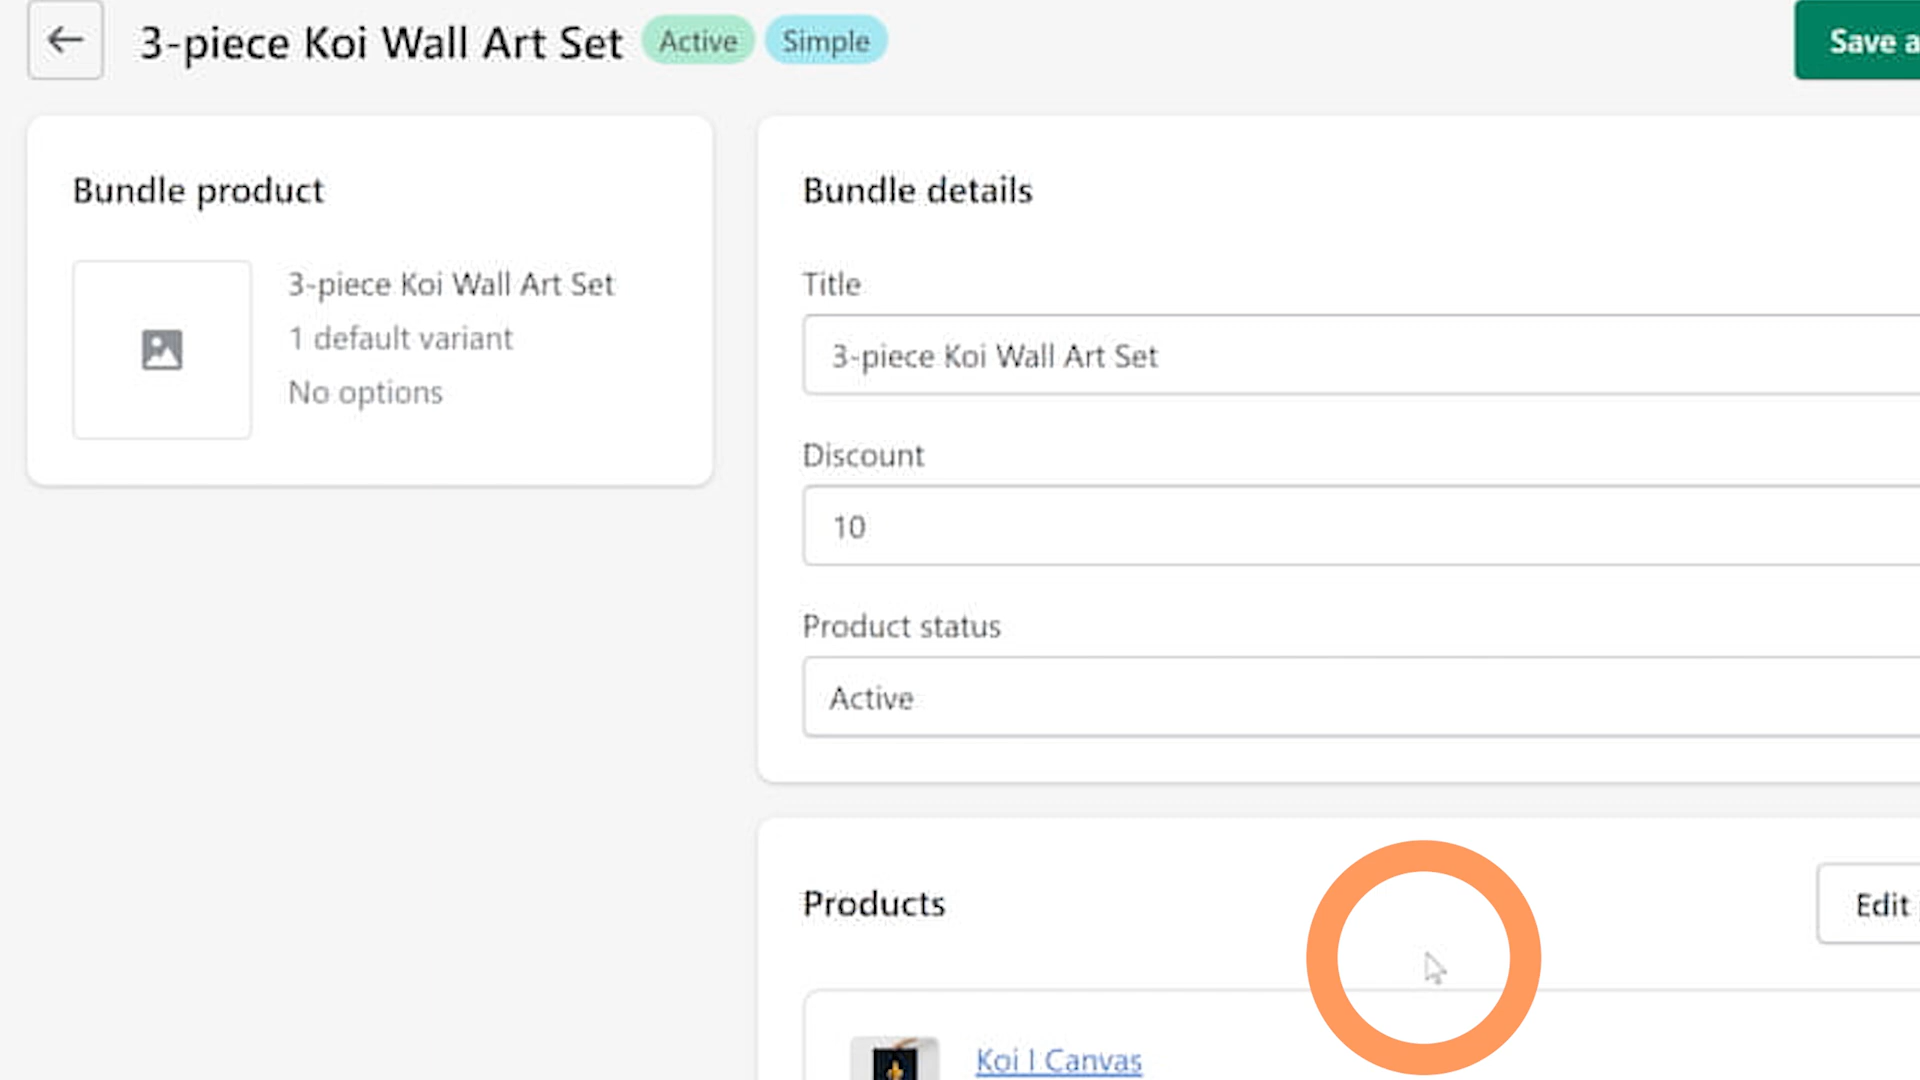 3-piece Koi Wall Art Set
Active
Simple
Save a
Bundle product
3-piece Koi Wall Art Set
1 default variant
No options
Bundle details
Title
3-piece Koi Wall Art Set
Discount
10
Product status
Active
Products
Edit
Koi I Canvas